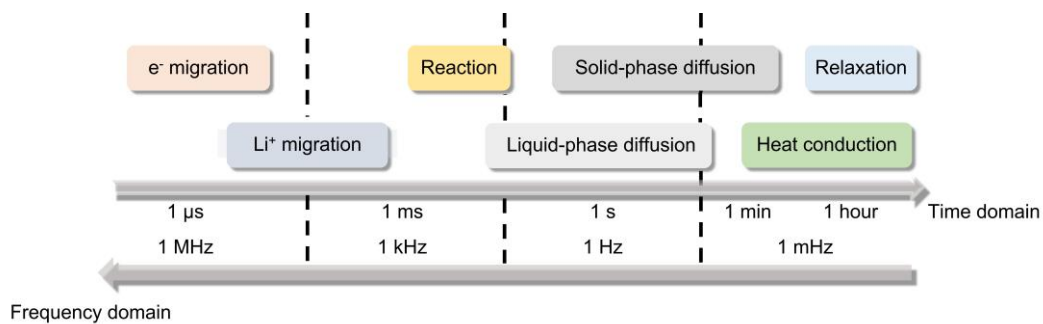 e⁻ migration
Reaction
Solid-phase diffusion
Relaxation
Li⁺ migration
Liquid-phase diffusion
Heat conduction
1 μs
1 ms
1 s
1 min
1 hour
Time domain
1 MHz
1 kHz
1 Hz
1 mHz
Frequency domain